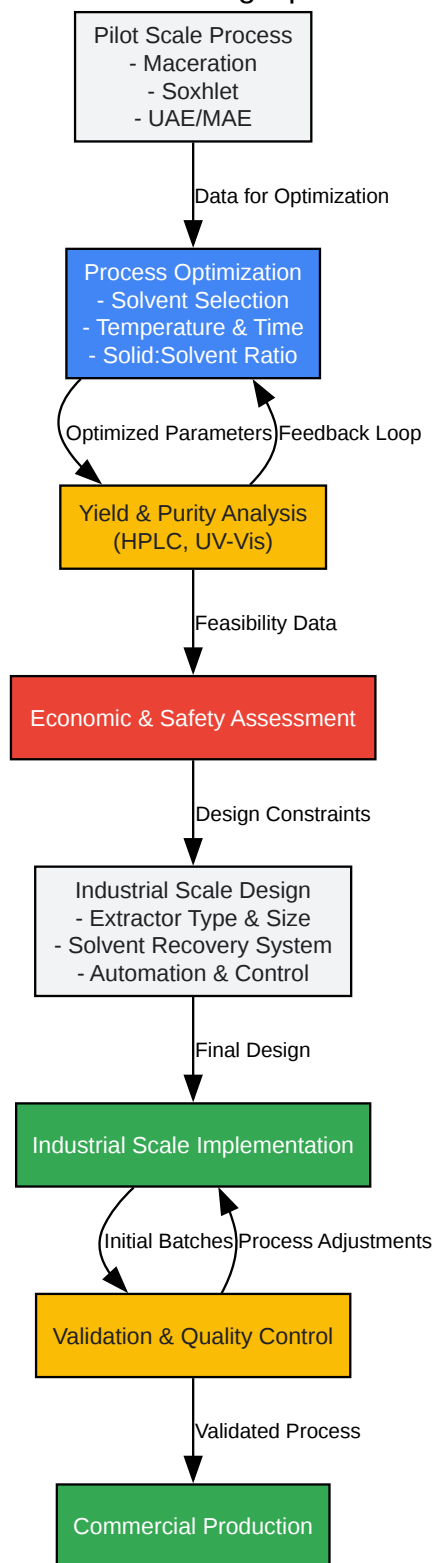 Pilot Scale Process
- Maceration
- Soxhlet
- UAE/MAE
Data for Optimization
Process Optimization
- Solvent Selection
- Temperature & Time
- Solid:Solvent Ratio
Optimized Parameters
Feedback Loop
Yield & Purity Analysis
(HPLC, UV-Vis)
Feasibility Data
Economic & Safety Assessment
Design Constraints
Industrial Scale Design
- Extractor Type & Size
- Solvent Recovery System
- Automation & Control
Final Design
Industrial Scale Implementation
Initial Batches
Process Adjustments
Validation & Quality Control
Validated Process
Commercial Production